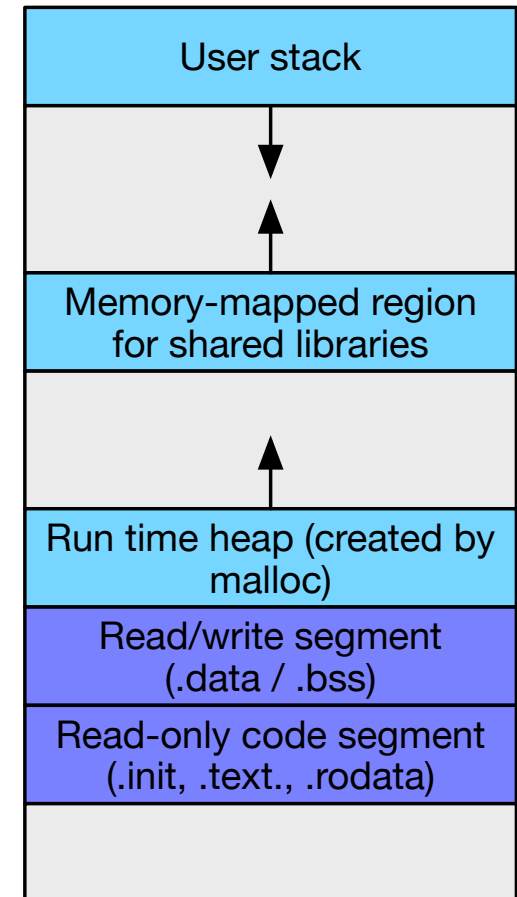 User stack
Memory-mapped region
for shared libraries
Run time heap (created by
malloc)
Read/write segment
(.data / .bss)
Read-only code segment
(.init, .text., .rodata)